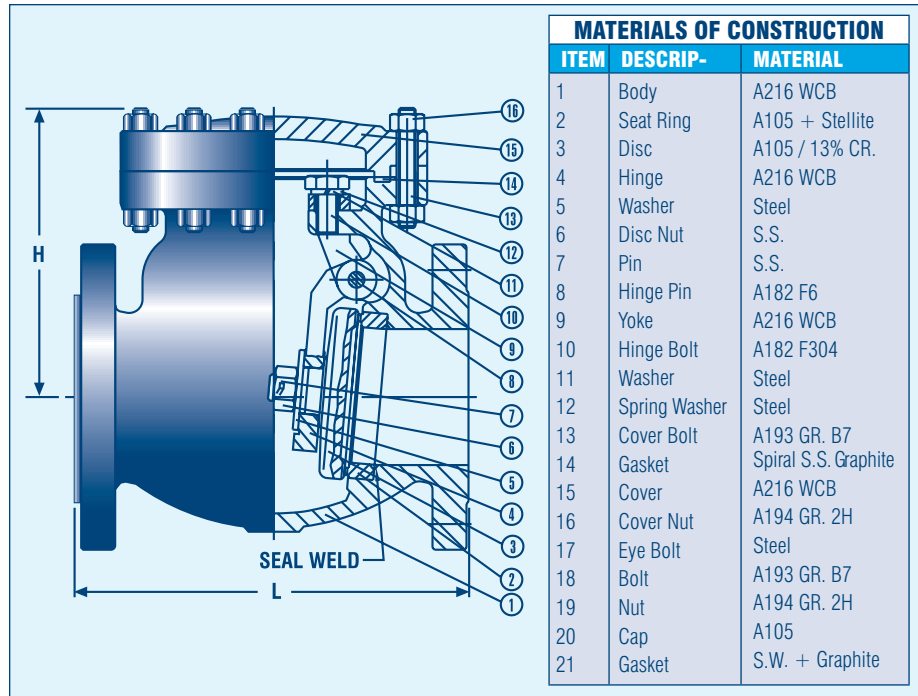 H
L
SEAL WELD
16
15
14
13
12
11
10
9
8
7
6
5
4
3
2
1
MATERIALS OF CONSTRUCTION
ITEM DESCRIP- MATERIAL
1 Body A216 WCB
2 Seat Ring A105 + Stellite
3 Disc A105 / 13% CR.
4 Hinge A216 WCB
5 Washer Steel
6 Disc Nut S.S.
7 Pin S.S.
8 Hinge Pin A182 F6
9 Yoke A216 WCB
10 Hinge Bolt A182 F304
11 Washer Steel
12 Spring Washer Steel
13 Cover Bolt A193 GR. B7
14 Gasket Spiral S.S. Graphite
15 Cover A216 WCB
16 Cover Nut A194 GR. 2H
17 Eye Bolt Steel
18 Bolt A193 GR. B7
19 Nut A194 GR. 2H
20 Cap A105
21 Gasket S.W. + Graphite